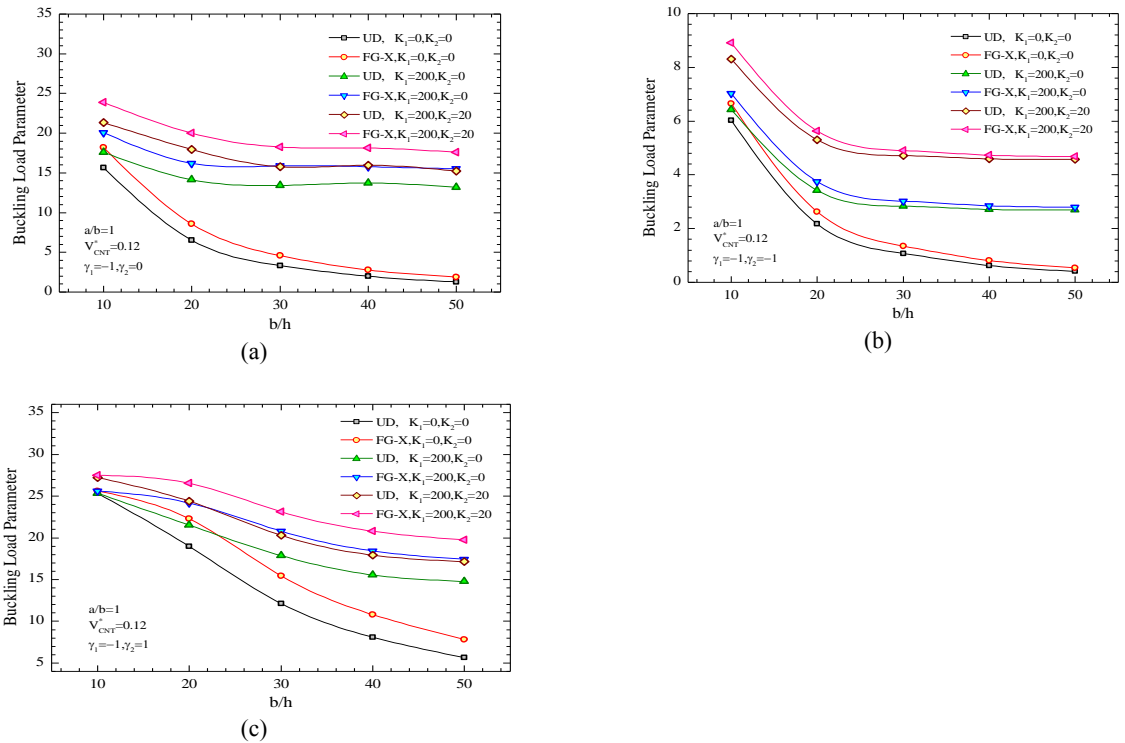 35
30
25
20
15
10
5
0
Buckling Load Parameter
UD, K₁=0,K₂=0
FG-X,K₁=0,K₂=0
UD, K₁=200,K₂=0
FG-X,K₁=200,K₂=0
UD, K₁=200,K₂=20
FG-X,K₁=200,K₂=20
a/b=1
V*CNT=0.12
γ₁=−1,γ₂=0
10 20 30 40 50
b/h
(a)
10
8
6
4
2
0
Buckling Load Parameter
UD, K₁=0,K₂=0
FG-X,K₁=0,K₂=0
UD, K₁=200,K₂=0
FG-X,K₁=200,K₂=0
UD, K₁=200,K₂=20
FG-X,K₁=200,K₂=20
a/b=1
V*CNT=0.12
γ₁=−1,γ₂=−1
10 20 30 40 50
b/h
(b)
35
30
25
20
15
10
5
Buckling Load Parameter
UD, K₁=0,K₂=0
FG-X,K₁=0,K₂=0
UD, K₁=200,K₂=0
FG-X,K₁=200,K₂=0
UD, K₁=200,K₂=20
FG-X,K₁=200,K₂=20
a/b=1
V*CNT=0.12
γ₁=−1,γ₂=1
10 20 30 40 50
b/h
(c)